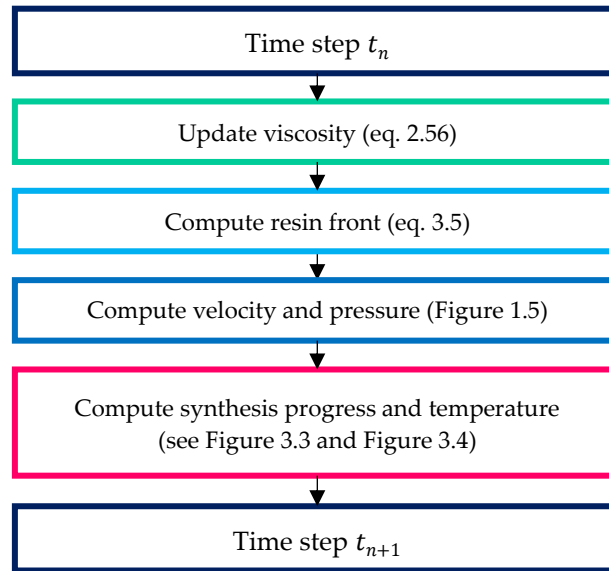 Time step tₙ
Update viscosity (eq. 2.56)
Compute resin front (eq. 3.5)
Compute velocity and pressure (Figure 1.5)
Compute synthesis progress and temperature
(see Figure 3.3 and Figure 3.4)
Time step tₙ₊₁